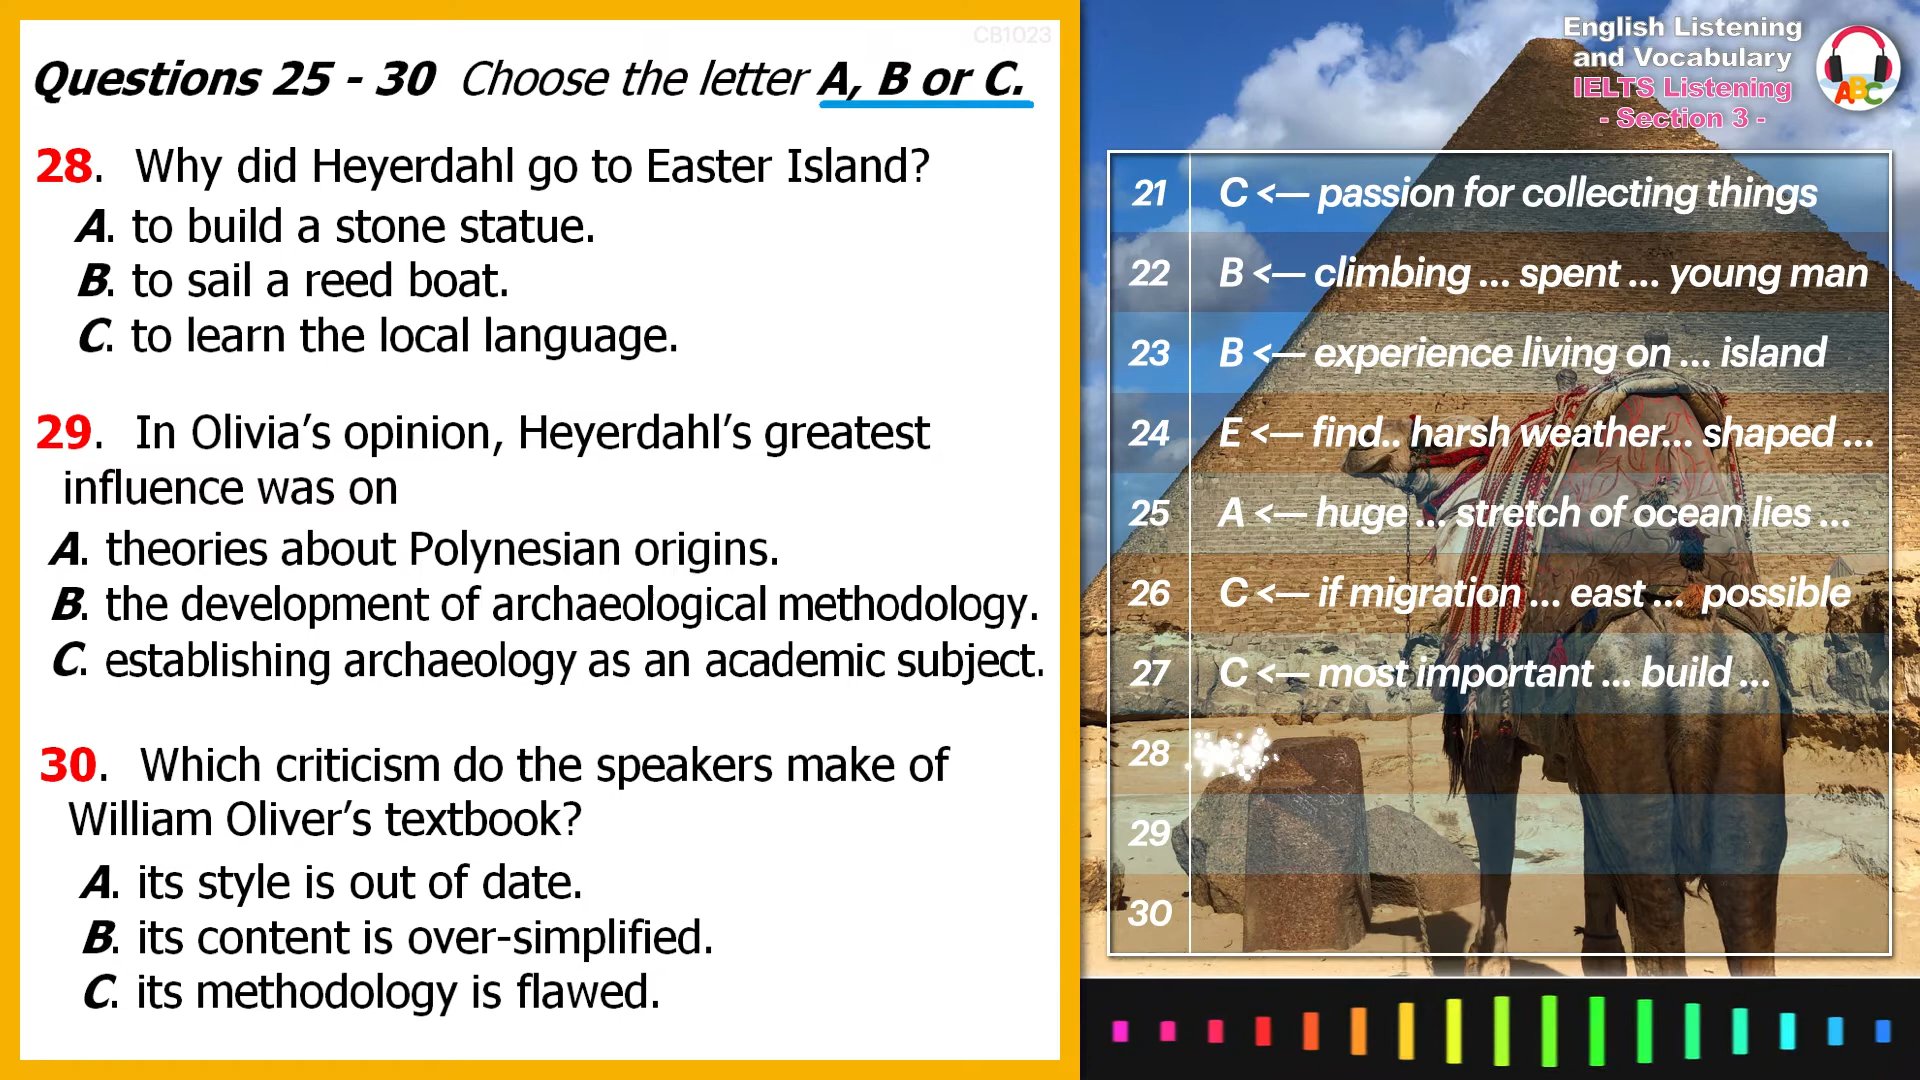 CB1023
Questions 25 - 30 Choose the letter A, B or C.
28. Why did Heyerdahl go to Easter Island?
A. to build a stone statue.
B. to sail a reed boat.
C. to learn the local language.
29. In Olivia’s opinion, Heyerdahl’s greatest
influence was on
A. theories about Polynesian origins.
B. the development of archaeological methodology.
C. establishing archaeology as an academic subject.
30. Which criticism do the speakers make of
William Oliver’s textbook?
A. its style is out of date.
B. its content is over-simplified.
C. its methodology is flawed.
English Listening
and Vocabulary
IELTS Listening
- Section 3 -
ABC
21 C <— passion for collecting things
22 B <— climbing ... spent ... young man
23 B <— experience living on ... island
24 E <— find.. harsh weather... shaped ...
25 A <— huge ... stretch of ocean lies ...
26 C <— if migration ... east ... possible
27 C <— most important ... build ...
28
29
30